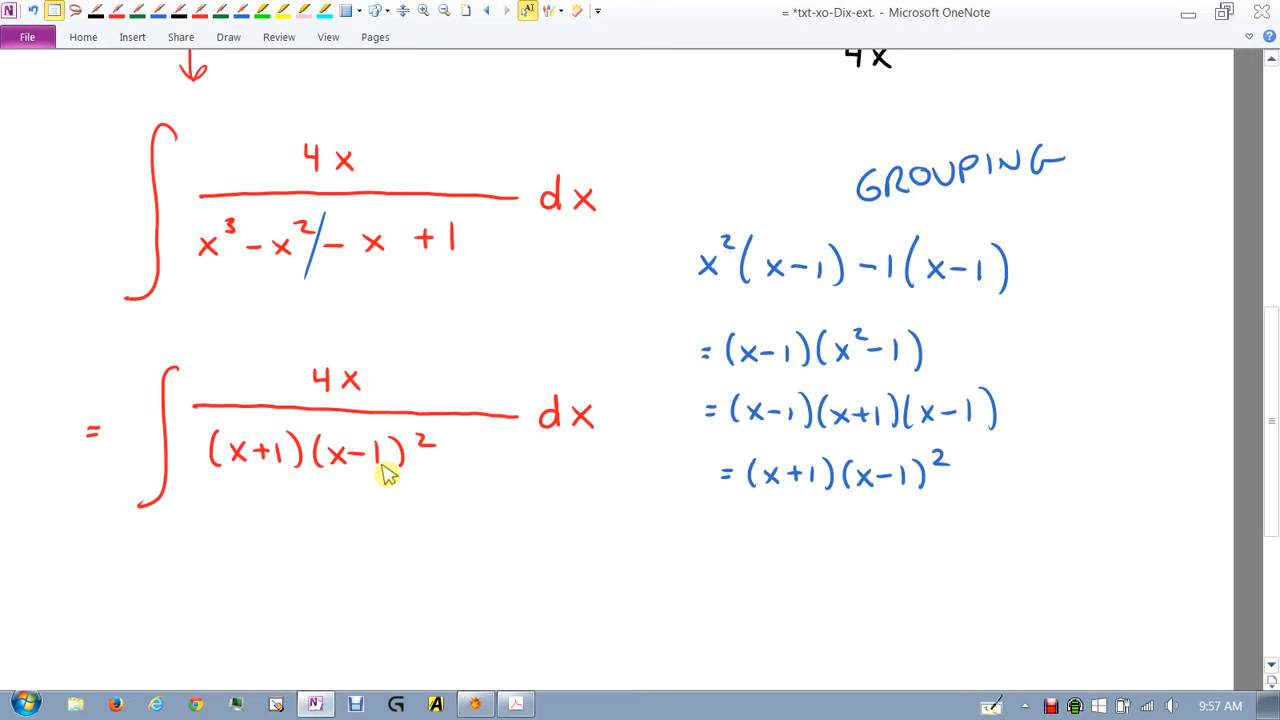 = *txt-xo-Dix-ext. - Microsoft OneNote
File Home Insert Share Draw Review View Pages
4x
∫ 4x / (x³ - x² / - x + 1) dx
GROUPING
x²(x-1) -1(x-1)
= (x-1)(x²-1)
= (x-1)(x+1)(x-1)
= (x+1)(x-1)²
= ∫ 4x / ((x+1)(x-1)²) dx
9:57 AM